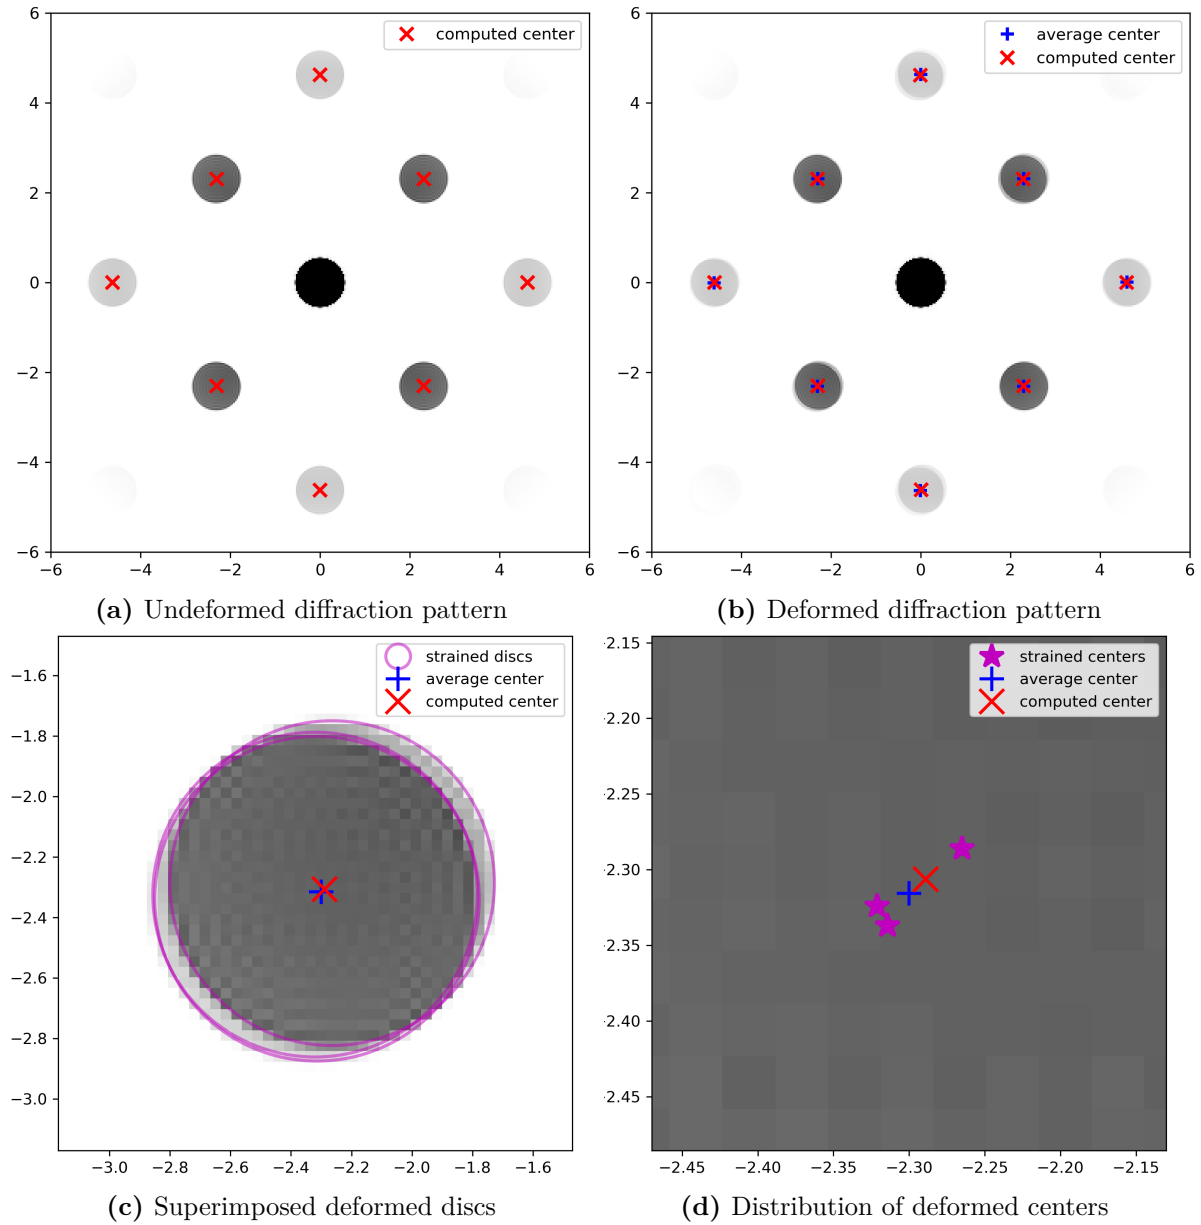 6
4
2
0
−2
−4
−6
−6 −4 −2 0 2 4 6
computed center
(a) Undeformed diffraction pattern
6
4
2
0
−2
−4
−6
−6 −4 −2 0 2 4 6
average center
computed center
(b) Deformed diffraction pattern
−1.6
−1.8
−2.0
−2.2
−2.4
−2.6
−2.8
−3.0
−3.0 −2.8 −2.6 −2.4 −2.2 −2.0 −1.8 −1.6
strained discs
average center
computed center
(c) Superimposed deformed discs
2.15
2.20
2.25
2.30
2.35
2.40
2.45
−2.45 −2.40 −2.35 −2.30 −2.25 −2.20 −2.15
strained centers
average center
computed center
(d) Distribution of deformed centers